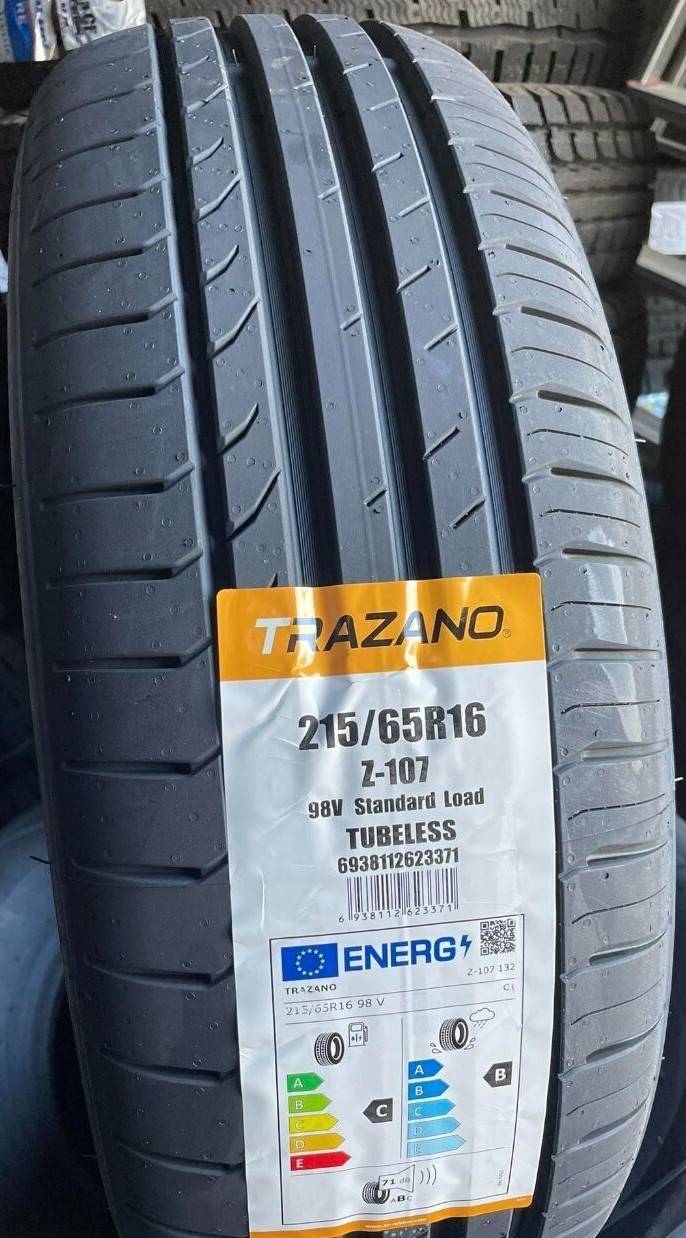 TRAZANO®
215/65R16
Z-107
98V Standard Load
TUBELESS
6938112623371
6 938112 623371
ENERG
Z-107 132
TRAZANO
C1
215/65R16 98 V
A
B
C
D
E
C
A
B
C
D
E
B
71 dB
ABC